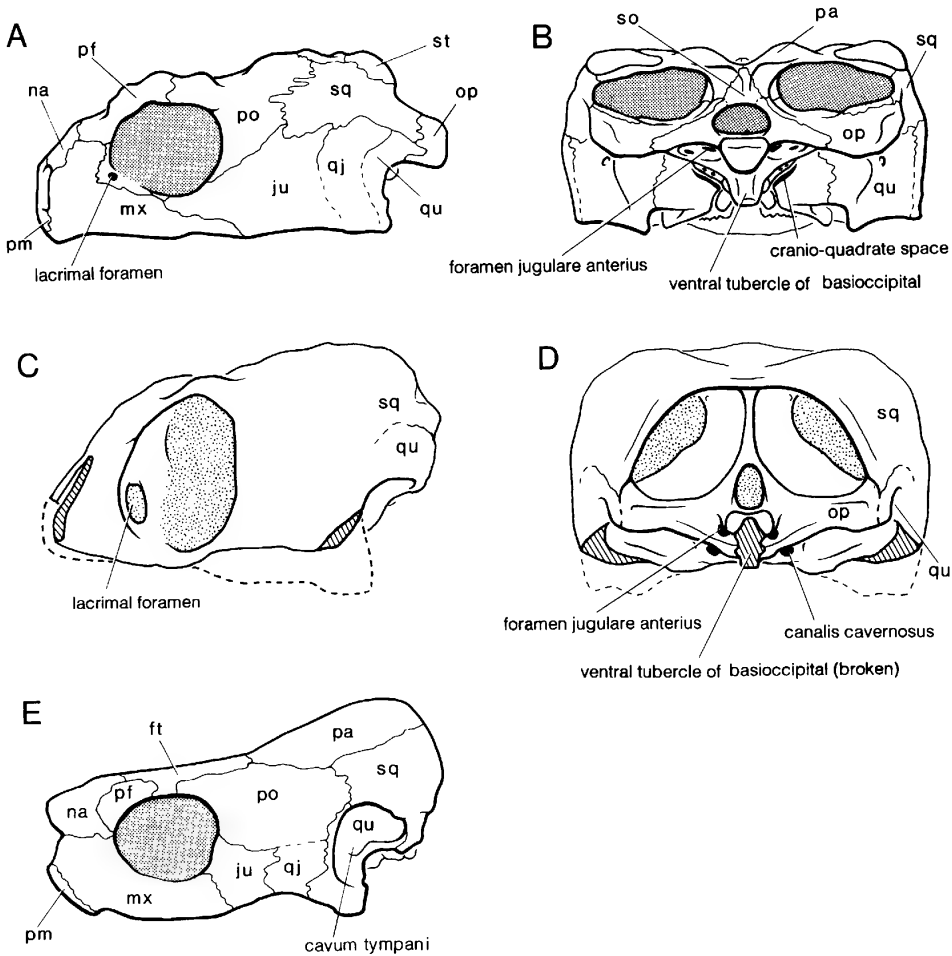 A
pf
st
na
sq
op
po
qj
ju
mx
qu
pm
lacrimal foramen
B
so
pa
sq
op
qu
cranio-quadrate space
foramen jugulare anterius
ventral tubercle of basioccipital
C
sq
qu
lacrimal foramen
D
sq
op
qu
foramen jugulare anterius
canalis cavernosus
ventral tubercle of basioccipital (broken)
E
ft
pa
pf
sq
na
po
qu
ju
qj
mx
pm
cavum tympani